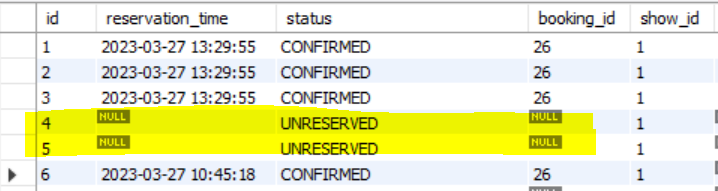 id reservation_time status booking_id show_id
1 2023-03-27 13:29:55 CONFIRMED 26 1
2 2023-03-27 13:29:55 CONFIRMED 26 1
3 2023-03-27 13:29:55 CONFIRMED 26 1
4 NULL UNRESERVED NULL 1
5 NULL UNRESERVED NULL 1
6 2023-03-27 10:45:18 CONFIRMED 26 1